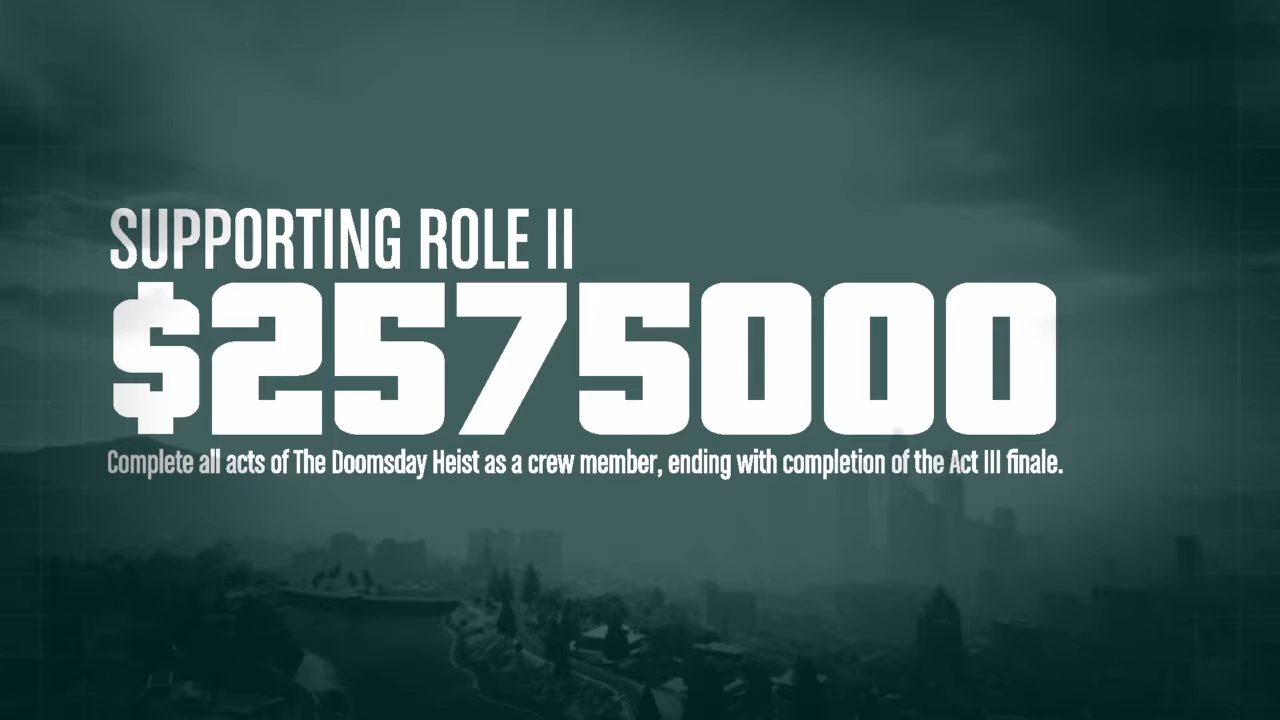 SUPPORTING ROLE II
$2575000
Complete all acts of The Doomsday Heist as a crew member, ending with completion of the Act III finale.